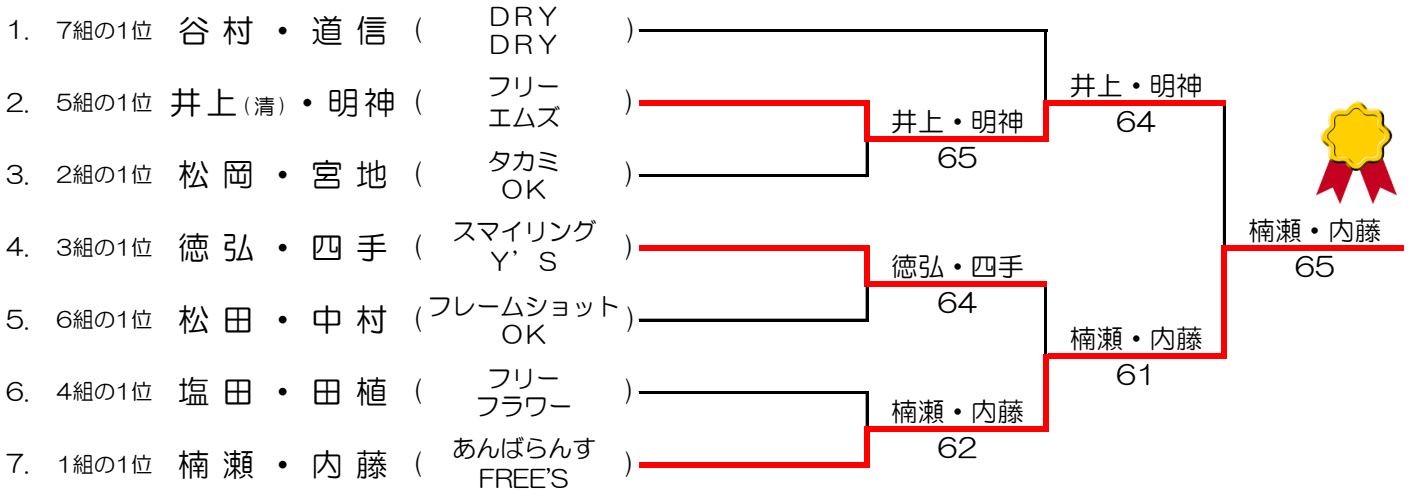 1. 7組の1位 谷村・道信 ( DRY
DRY )
2. 5組の1位 井上(清)・明神 ( フリー
エムズ )
3. 2組の1位 松岡・宮地 ( タカミ
OK )
4. 3組の1位 徳弘・四手 ( スマイリング
Y'S )
5. 6組の1位 松田・中村 ( フレームショット
OK )
6. 4組の1位 塩田・田植 ( フリー
フラワー )
7. 1組の1位 楠瀬・内藤 ( あんばらんす
FREE'S )
井上・明神
65
徳弘・四手
64
楠瀬・内藤
62
井上・明神
64
楠瀬・内藤
61
楠瀬・内藤
65